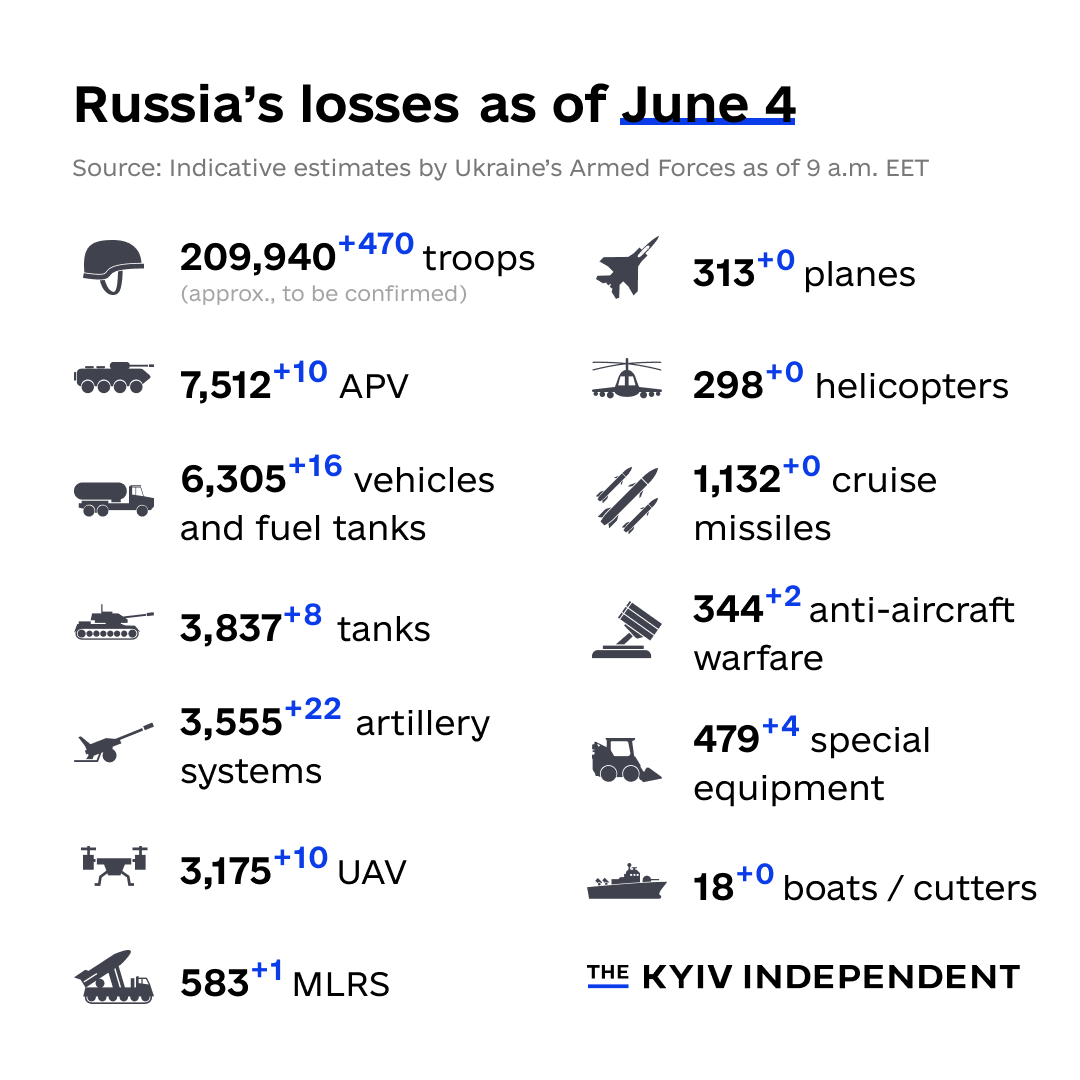 Russia's losses as of June 4
Source: Indicative estimates by Ukraine's Armed Forces as of 9 a.m. EET
209,940+470 troops
(approx., to be confirmed)
7,512+10 APV
6,305+16 vehicles
and fuel tanks
3,837+8 tanks
3,555+22 artillery
systems
3,175+10 UAV
583+1 MLRS
313+0 planes
298+0 helicopters
1,132+0 cruise
missiles
344+2 anti-aircraft
warfare
479+4 special
equipment
18+0 boats / cutters
THE KYIV INDEPENDENT